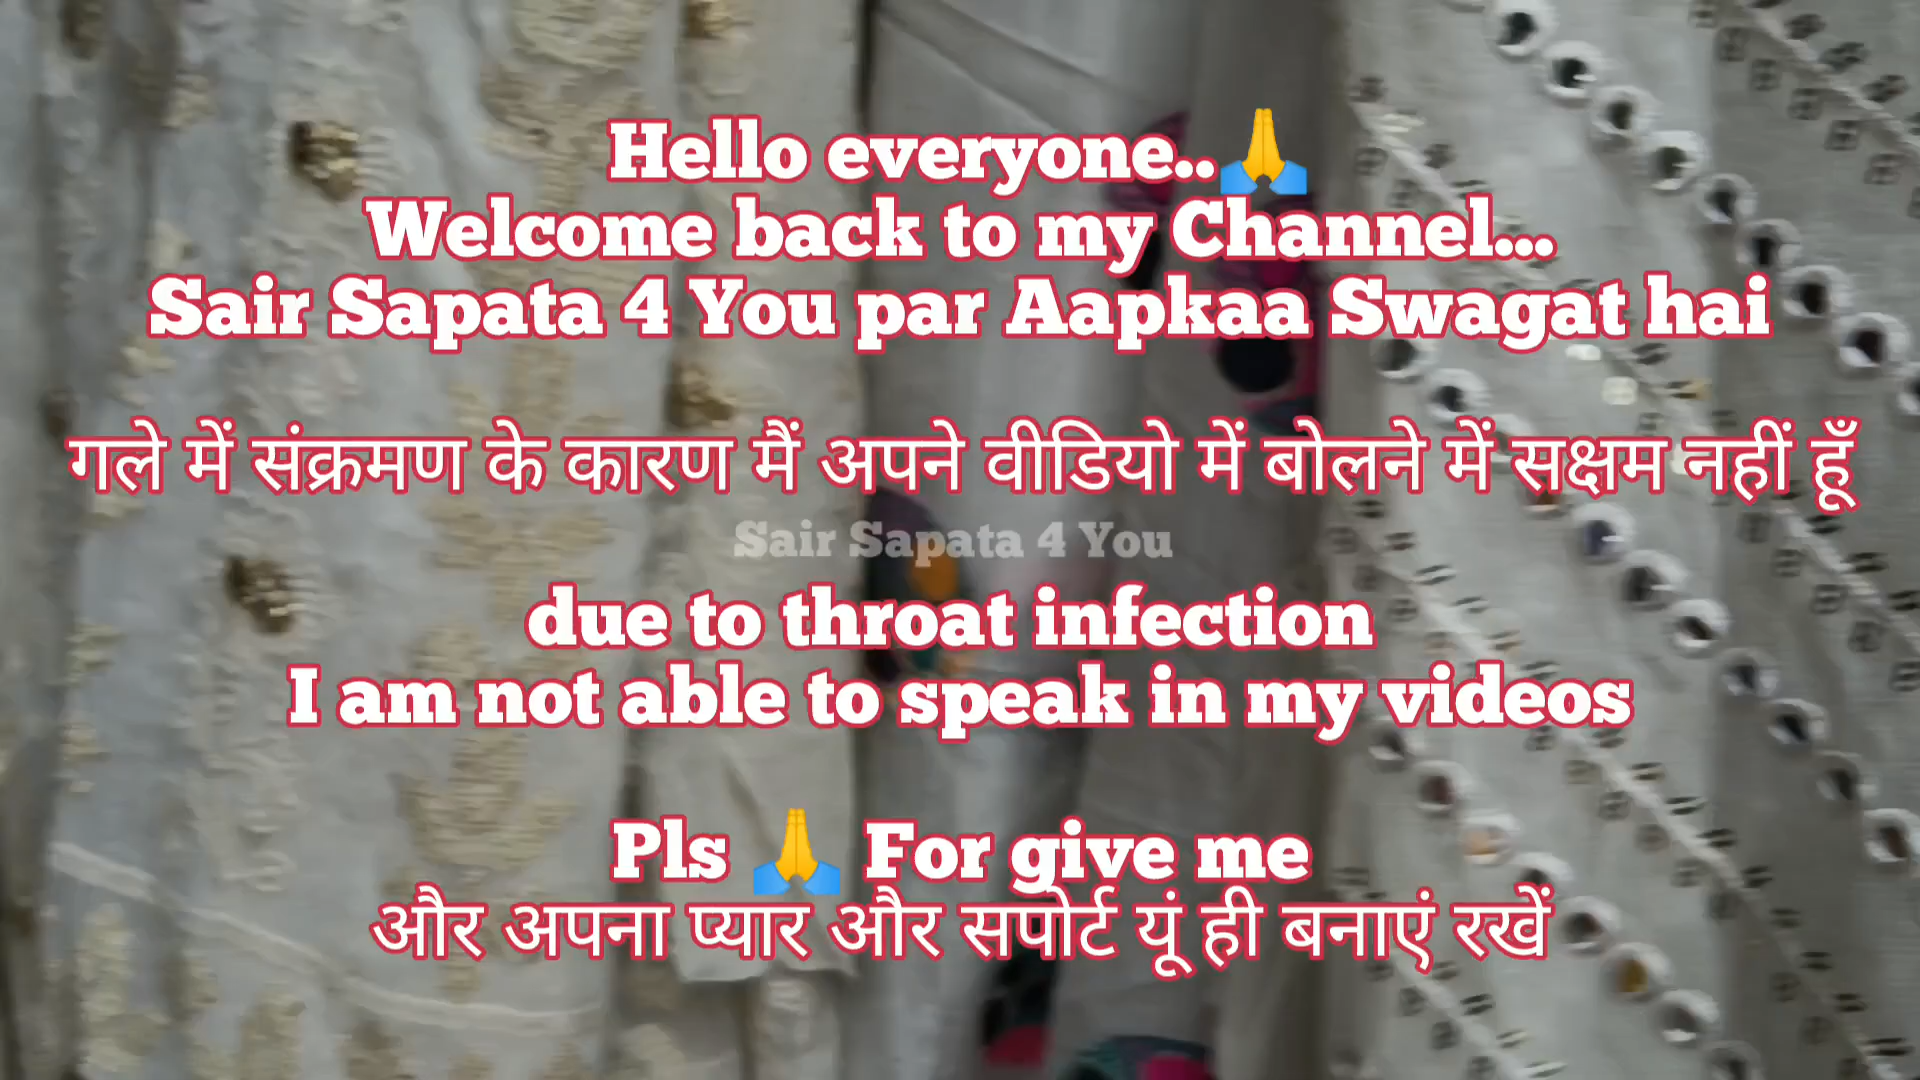 Hello everyone..🙏
Welcome back to my Channel...
Sair Sapata 4 You par Aapkaa Swagat hai
गले में संक्रमण के कारण मैं अपने वीडियो में बोलने में सक्षम नहीं हूँ
Sair Sapata 4 You
due to throat infection
I am not able to speak in my videos
Pls 🙏 For give me
और अपना प्यार और सपोर्ट यूं ही बनाएं रखें